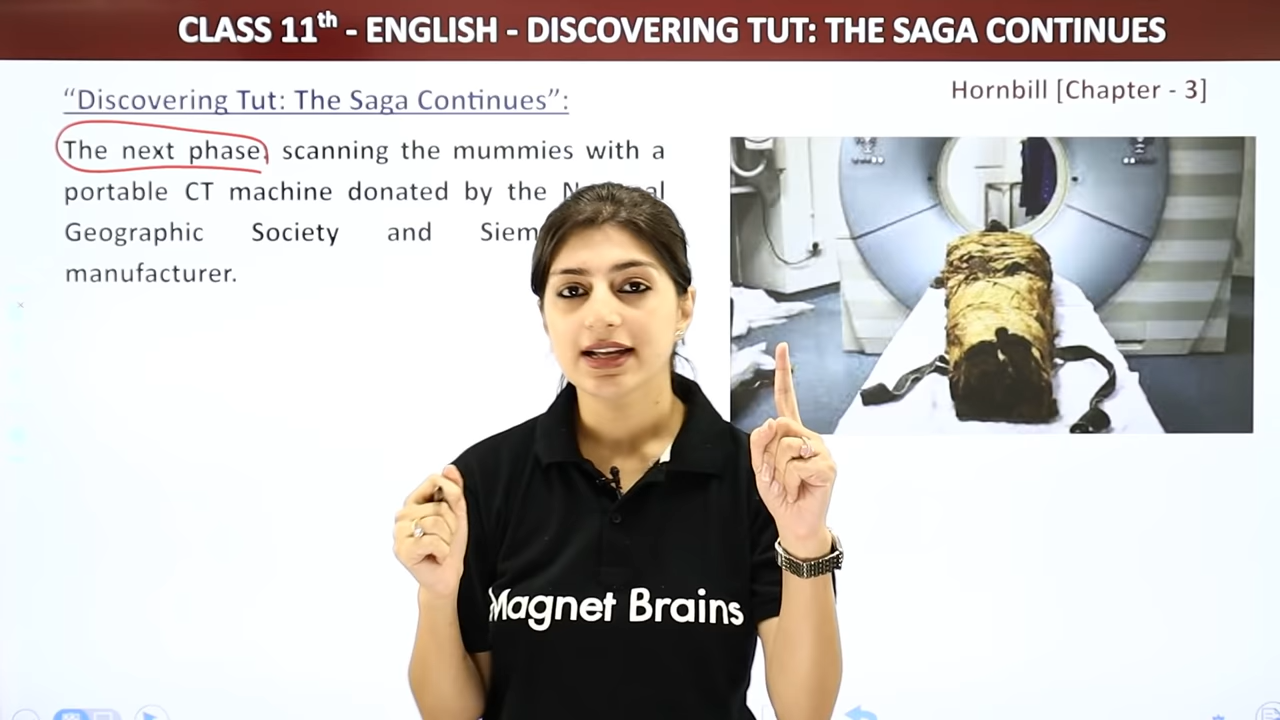 CLASS 11th - ENGLISH - DISCOVERING TUT: THE SAGA CONTINUES
Hornbill [Chapter - 3]
“Discovering Tut: The Saga Continues”:
The next phase, scanning the mummies with a
portable CT machine donated by the
Geographic Society and
manufacturer.
Magnet Brains